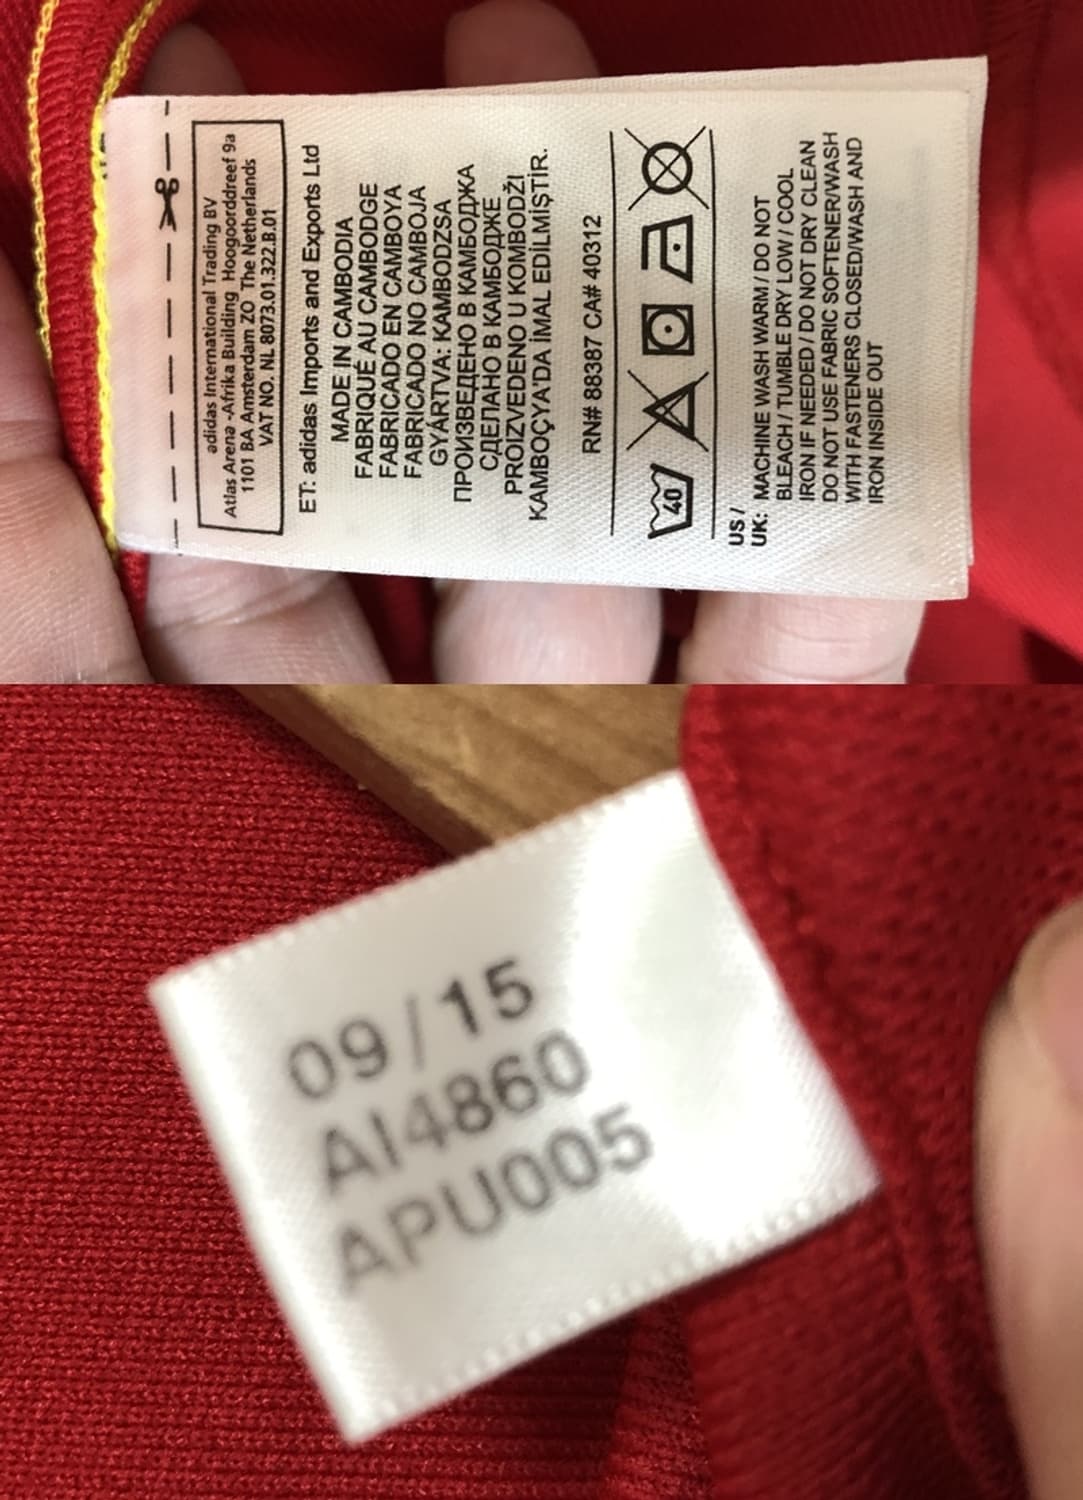 adidas International Trading BV
Atlas Arena -Afrika Building Hoogoorddreef 9a
1101 BA Amsterdam ZO The Netherlands
VAT NO. NL 8073.01.322.B.01
ET: adidas Imports and Exports Ltd
MADE IN CAMBODIA
FABRIQUÉ AU CAMBODGE
FABRICADO EN CAMBOYA
FABRICADO NO CAMBOJA
GYÁRTVA: KAMBODZSA
ПРОИЗВЕДЕНО В КАМБОДЖА
СДЕЛАНО В КАМБОДЖЕ
PROIZVEDENO U KOMBODŽI
KAMBOÇYA'DA İMAL EDİLMİŞTİR.
RN# 88387 CA# 40312
40
US /
UK: MACHINE WASH WARM / DO NOT
BLEACH / TUMBLE DRY LOW / COOL
IRON IF NEEDED / DO NOT DRY CLEAN
DO NOT USE FABRIC SOFTENER/WASH
WITH FASTENERS CLOSED/WASH AND
IRON INSIDE OUT
09/15
AI4860
APU005